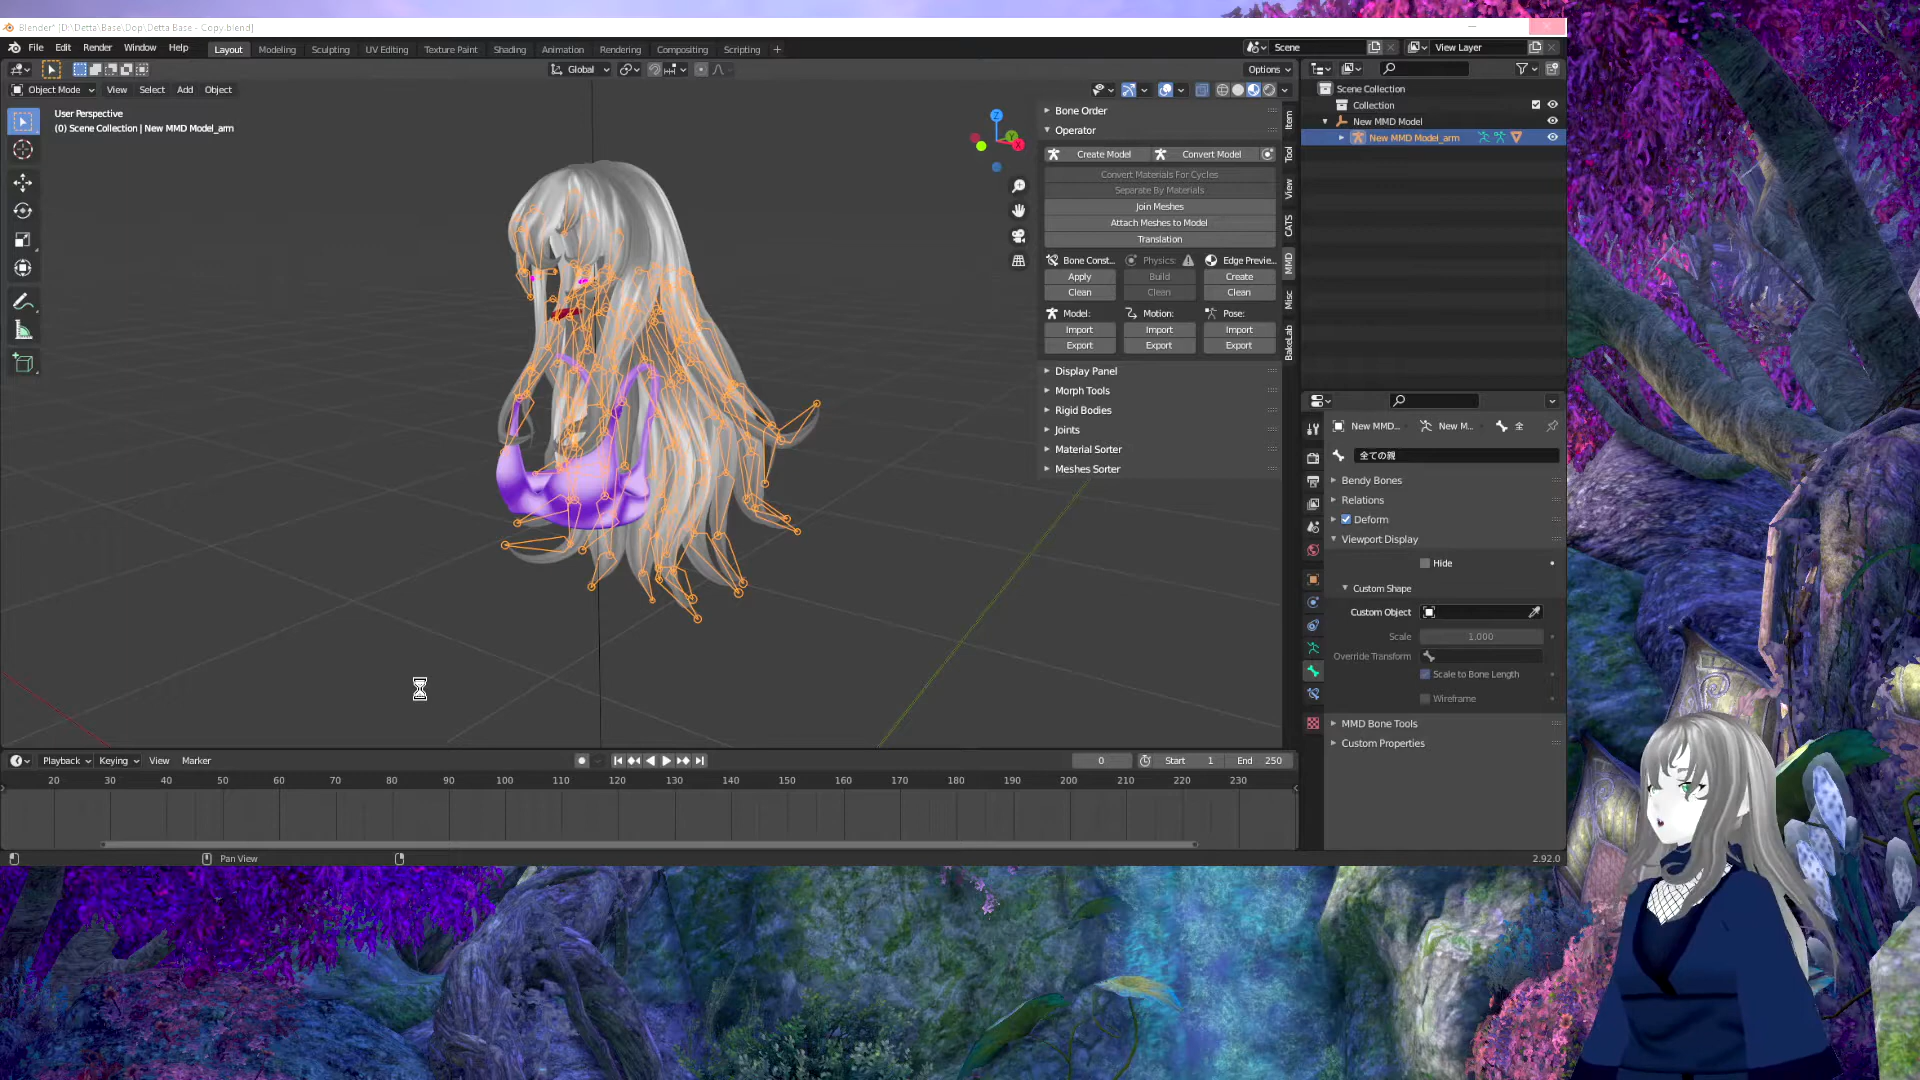 Blender* [D:\Detta\Base\Dop\Detta Base - Copy.blend]
File Edit Render Window Help
Layout Modeling Sculpting UV Editing Texture Paint Shading Animation Rendering Compositing Scripting +
Scene
View Layer
Global
Options
Object Mode View Select Add Object
User Perspective
(0) Scene Collection | New MMD Model_arm
Z
Y
X
Bone Order
Operator
Create Model Convert Model
Convert Materials For Cycles
Separate By Materials
Join Meshes
Attach Meshes to Model
Translation
Bone Const... Physics: Edge Previe...
Apply Build Create
Clean Clean Clean
Model: Motion: Pose:
Import Import Import
Export Export Export
Display Panel
Morph Tools
Rigid Bodies
Joints
Material Sorter
Meshes Sorter
Item
Tool
View
CATS
MMD
Misc
BakeLab
Scene Collection
Collection
New MMD Model
New MMD Model_arm
New MMD... New M... 全
全ての親
Bendy Bones
Relations
Deform
Viewport Display
Hide
Custom Shape
Custom Object
Scale 1.000
Override Transform
Scale to Bone Length
Wireframe
MMD Bone Tools
Custom Properties
Playback Keying View Marker
0 Start 1 End 250
20 30 40 50 60 70 80 90 100 110 120 130 140 150 160 170 180 190 200 210 220 230
Pan View
2.92.0